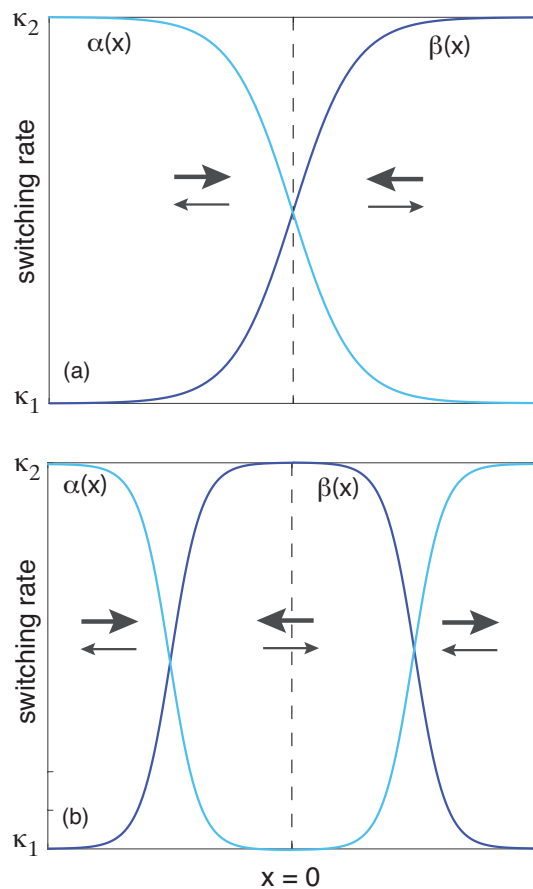 κ₂
α(x) β(x)
switching rate
(a)
κ₁
κ₂
α(x) β(x)
switching rate
(b)
κ₁
x = 0